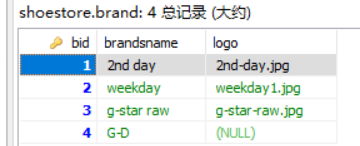 shoestore.brand: 4 总记录 (大约)
bid brandsname logo
1 2nd day 2nd-day.jpg
2 weekday weekday1.jpg
3 g-star raw g-star-raw.jpg
4 G-D (NULL)